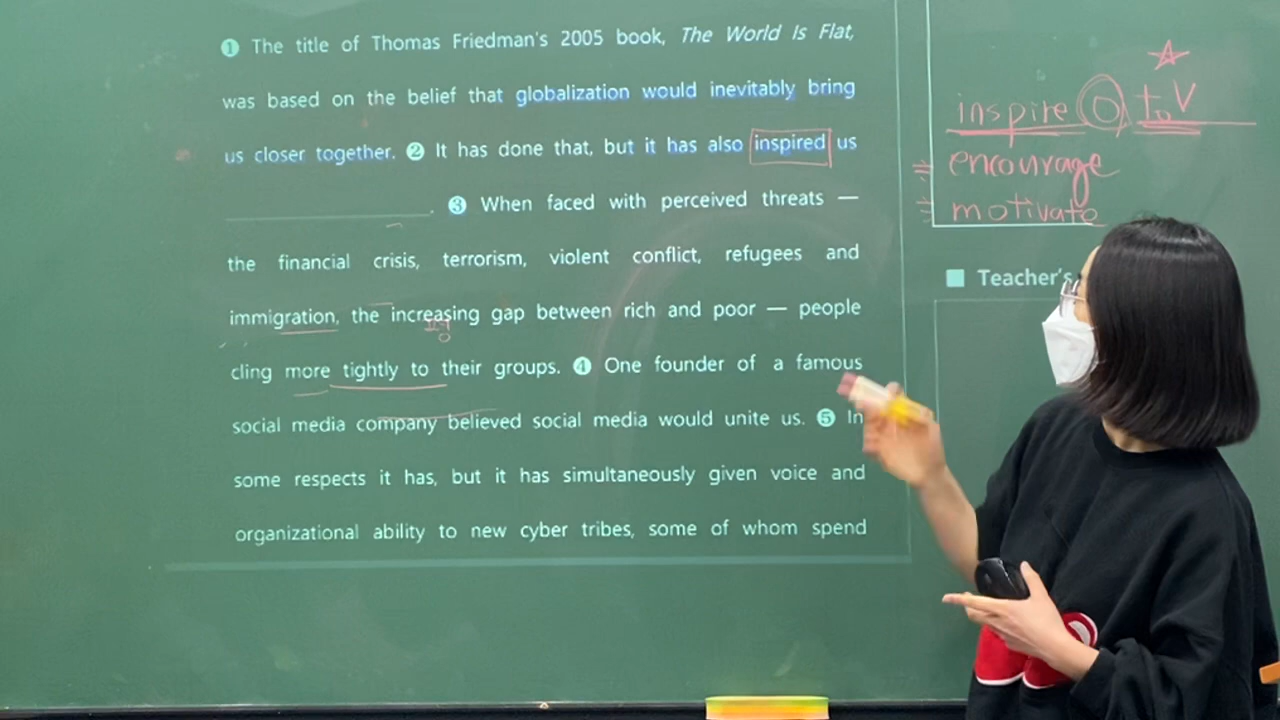 ❶ The title of Thomas Friedman's 2005 book, The World Is Flat,
was based on the belief that globalization would inevitably bring
us closer together. ❷ It has done that, but it has also inspired us
. ❸ When faced with perceived threats —
the financial crisis, terrorism, violent conflict, refugees and
immigration, the increasing gap between rich and poor — people
cling more tightly to their groups. ❹ One founder of a famous
social media company believed social media would unite us. ❺ In
some respects it has, but it has simultaneously given voice and
organizational ability to new cyber tribes, some of whom spend
inspire O to V
encourage
motivate
Teacher's